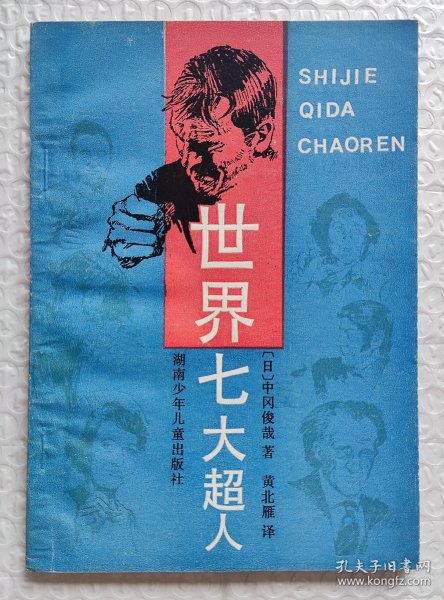 SHIJIE
QIDA
CHAOREN
世界七大超人
〔日〕中冈俊哉 著 黄北雁 译
湖南少年儿童出版社
孔夫子旧书网
www.kongfz.com